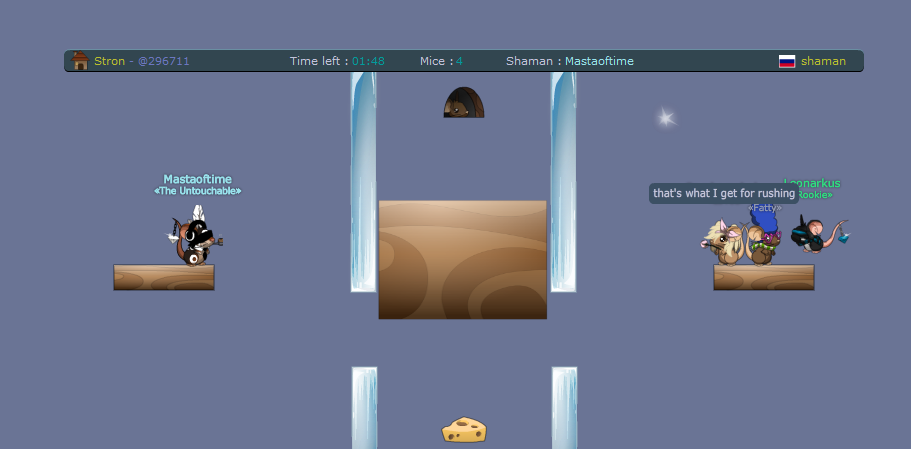 Stron - @296711 Time left : 01:48 Mice : 4 Shaman : Mastaoftime shaman
Mastaoftime
«The Untouchable»
that's what I get for rushing
Leonarkus
Rookie»
«Fatty»